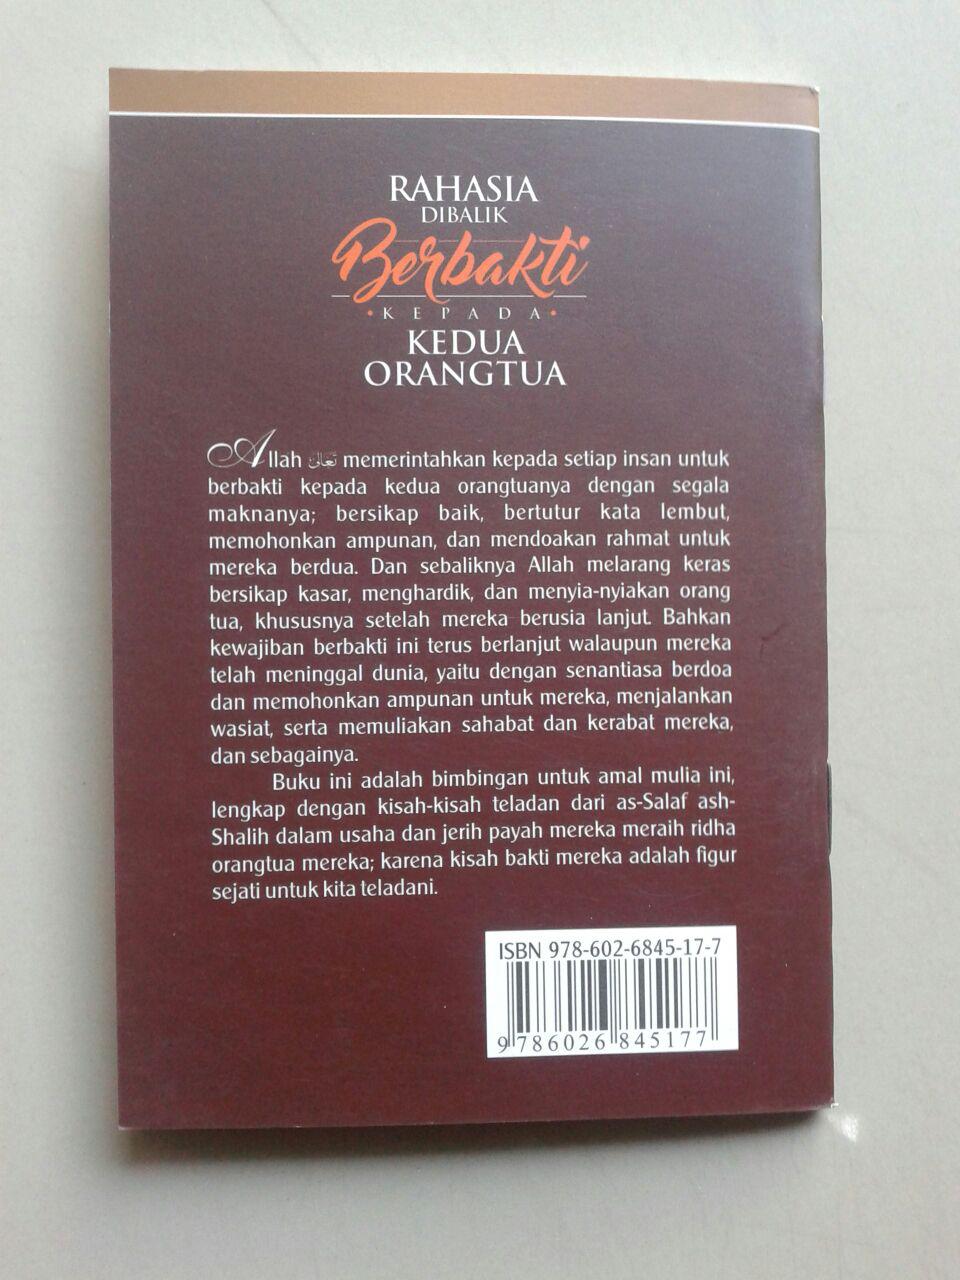 RAHASIA
DIBALIK
Berbakti
• KEPADA •
KEDUA
ORANGTUA
Allah تَعَالَى memerintahkan kepada setiap insan untuk
berbakti kepada kedua orangtuanya dengan segala
maknanya; bersikap baik, bertutur kata lembut,
memohonkan ampunan, dan mendoakan rahmat untuk
mereka berdua. Dan sebaliknya Allah melarang keras
bersikap kasar, menghardik, dan menyia-nyiakan orang
tua, khususnya setelah mereka berusia lanjut. Bahkan
kewajiban berbakti ini terus berlanjut walaupun mereka
telah meninggal dunia, yaitu dengan senantiasa berdoa
dan memohonkan ampunan untuk mereka, menjalankan
wasiat, serta memuliakan sahabat dan kerabat mereka,
dan sebagainya.
Buku ini adalah bimbingan untuk amal mulia ini,
lengkap dengan kisah-kisah teladan dari as-Salaf ash-
Shalih dalam usaha dan jerih payah mereka meraih ridha
orangtua mereka; karena kisah bakti mereka adalah figur
sejati untuk kita teladani.
ISBN 978-602-6845-17-7
9 786026 845177